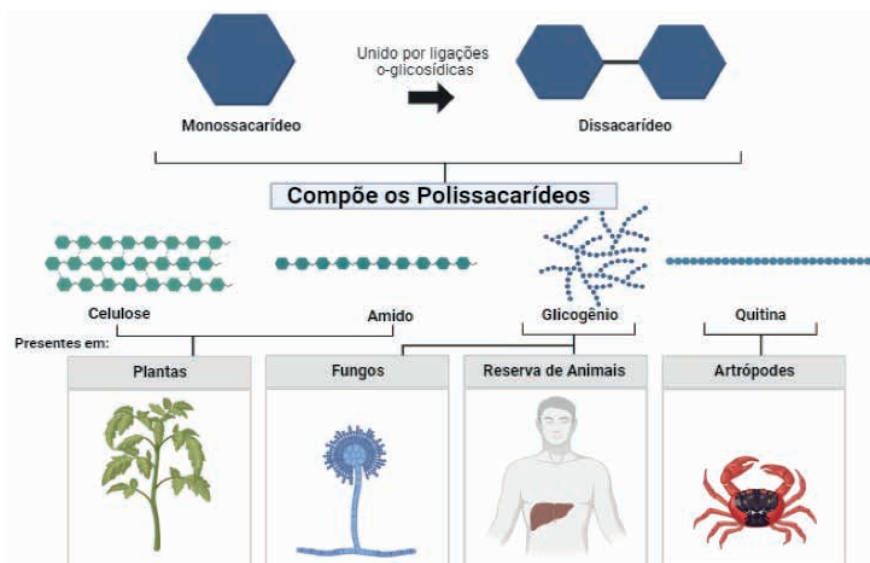 Unido por ligações
o-glicosídicas
Monossacarídeo
Dissacarídeo
Compõe os Polissacarídeos
Celulose
Amido
Glicogênio
Quitina
Presentes em:
Plantas
Fungos
Reserva de Animais
Artrópodes